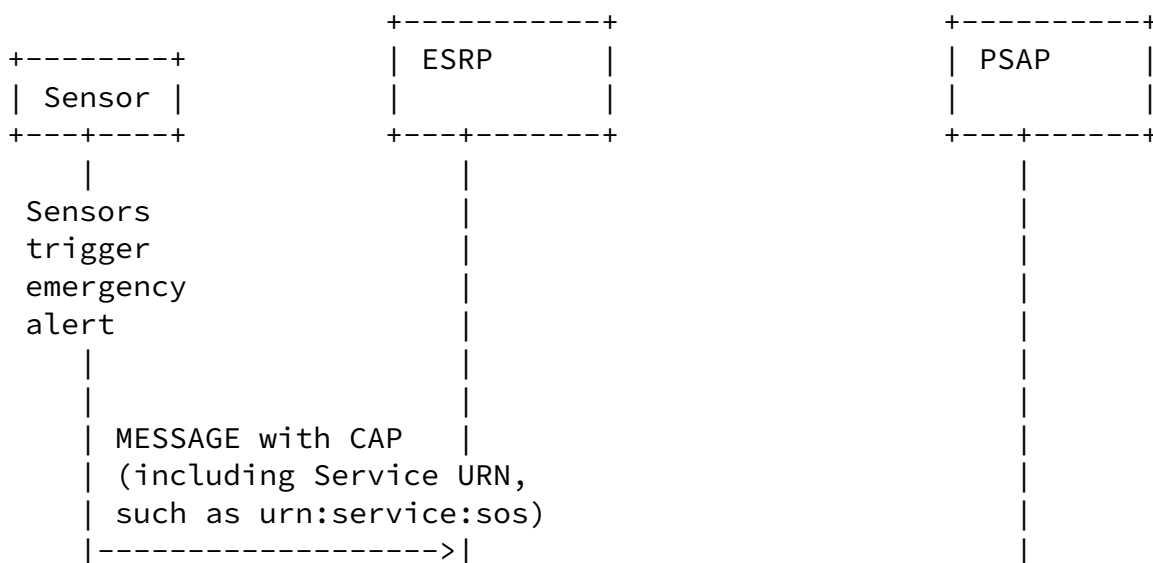 ESRP PSAP
Sensor
Sensors
trigger
emergency
alert
MESSAGE with CAP
(including Service URN,
such as urn:service:sos)